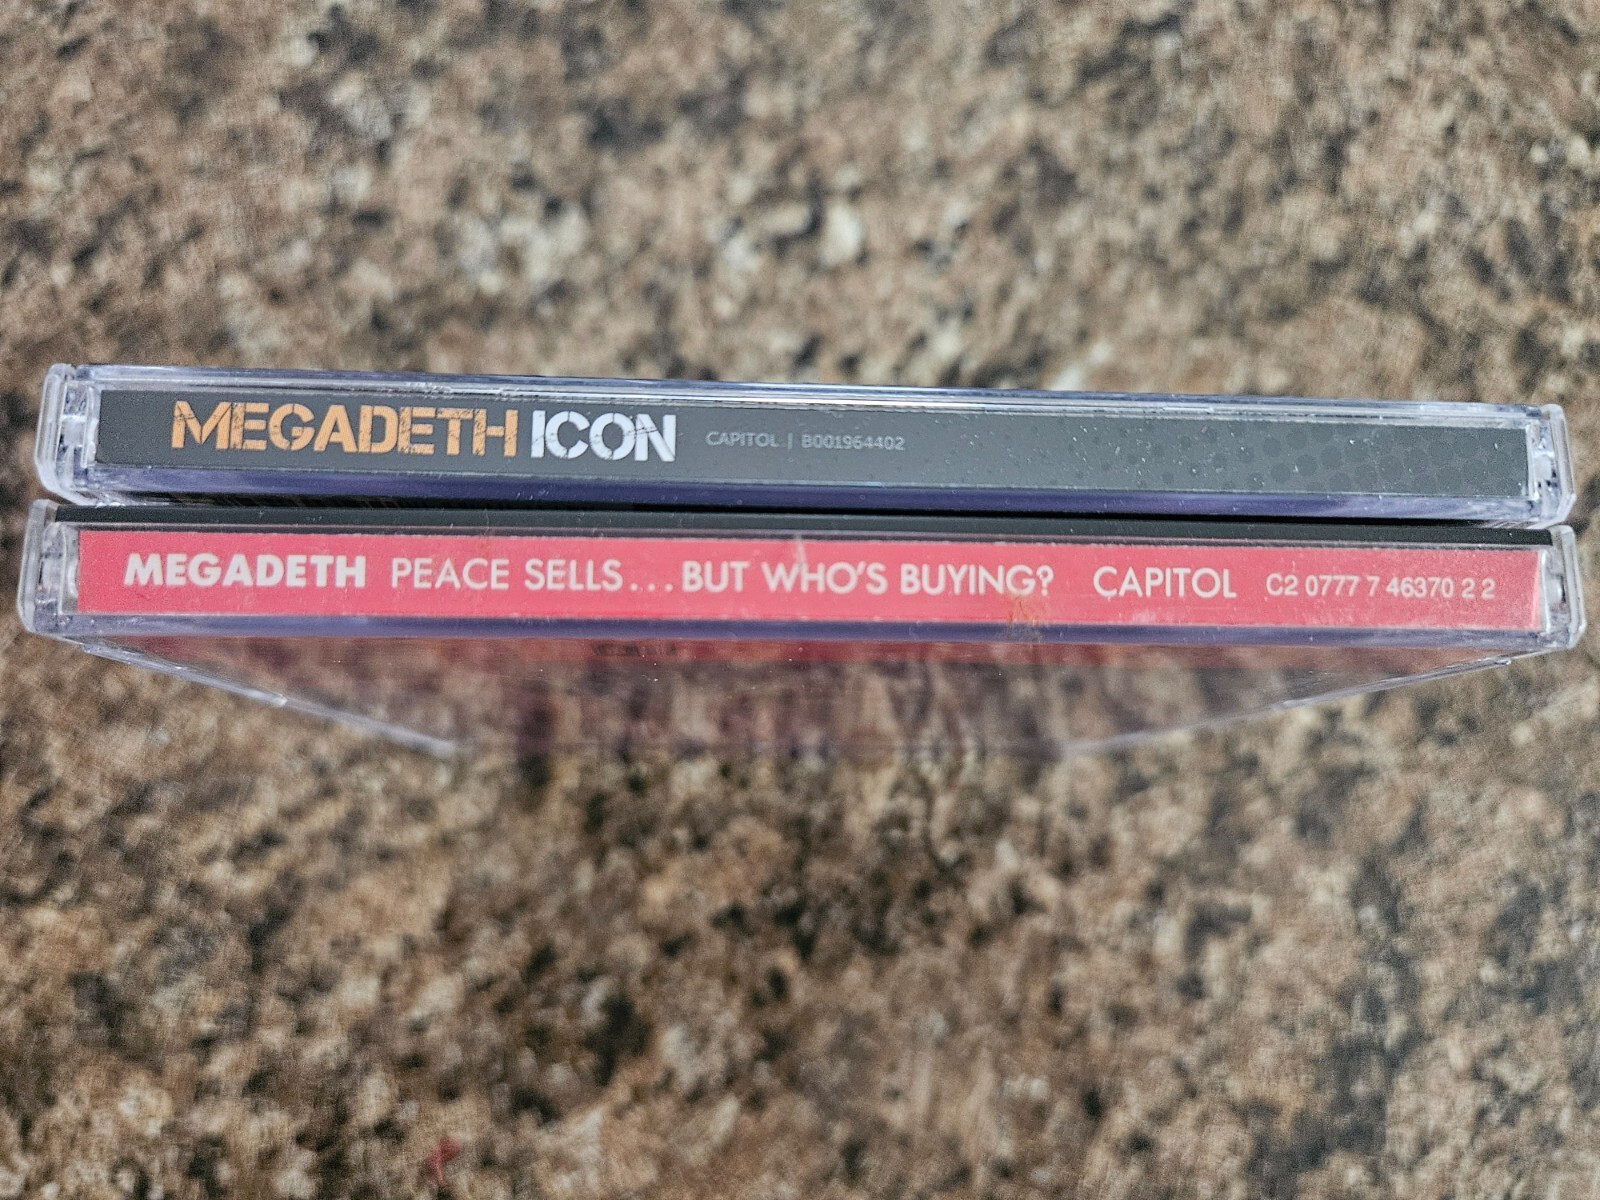 MEGADETH ICON CAPITOL | B001964402
MEGADETH PEACE SELLS... BUT WHO'S BUYING? CAPITOL C2 0777 7 46370 2 2